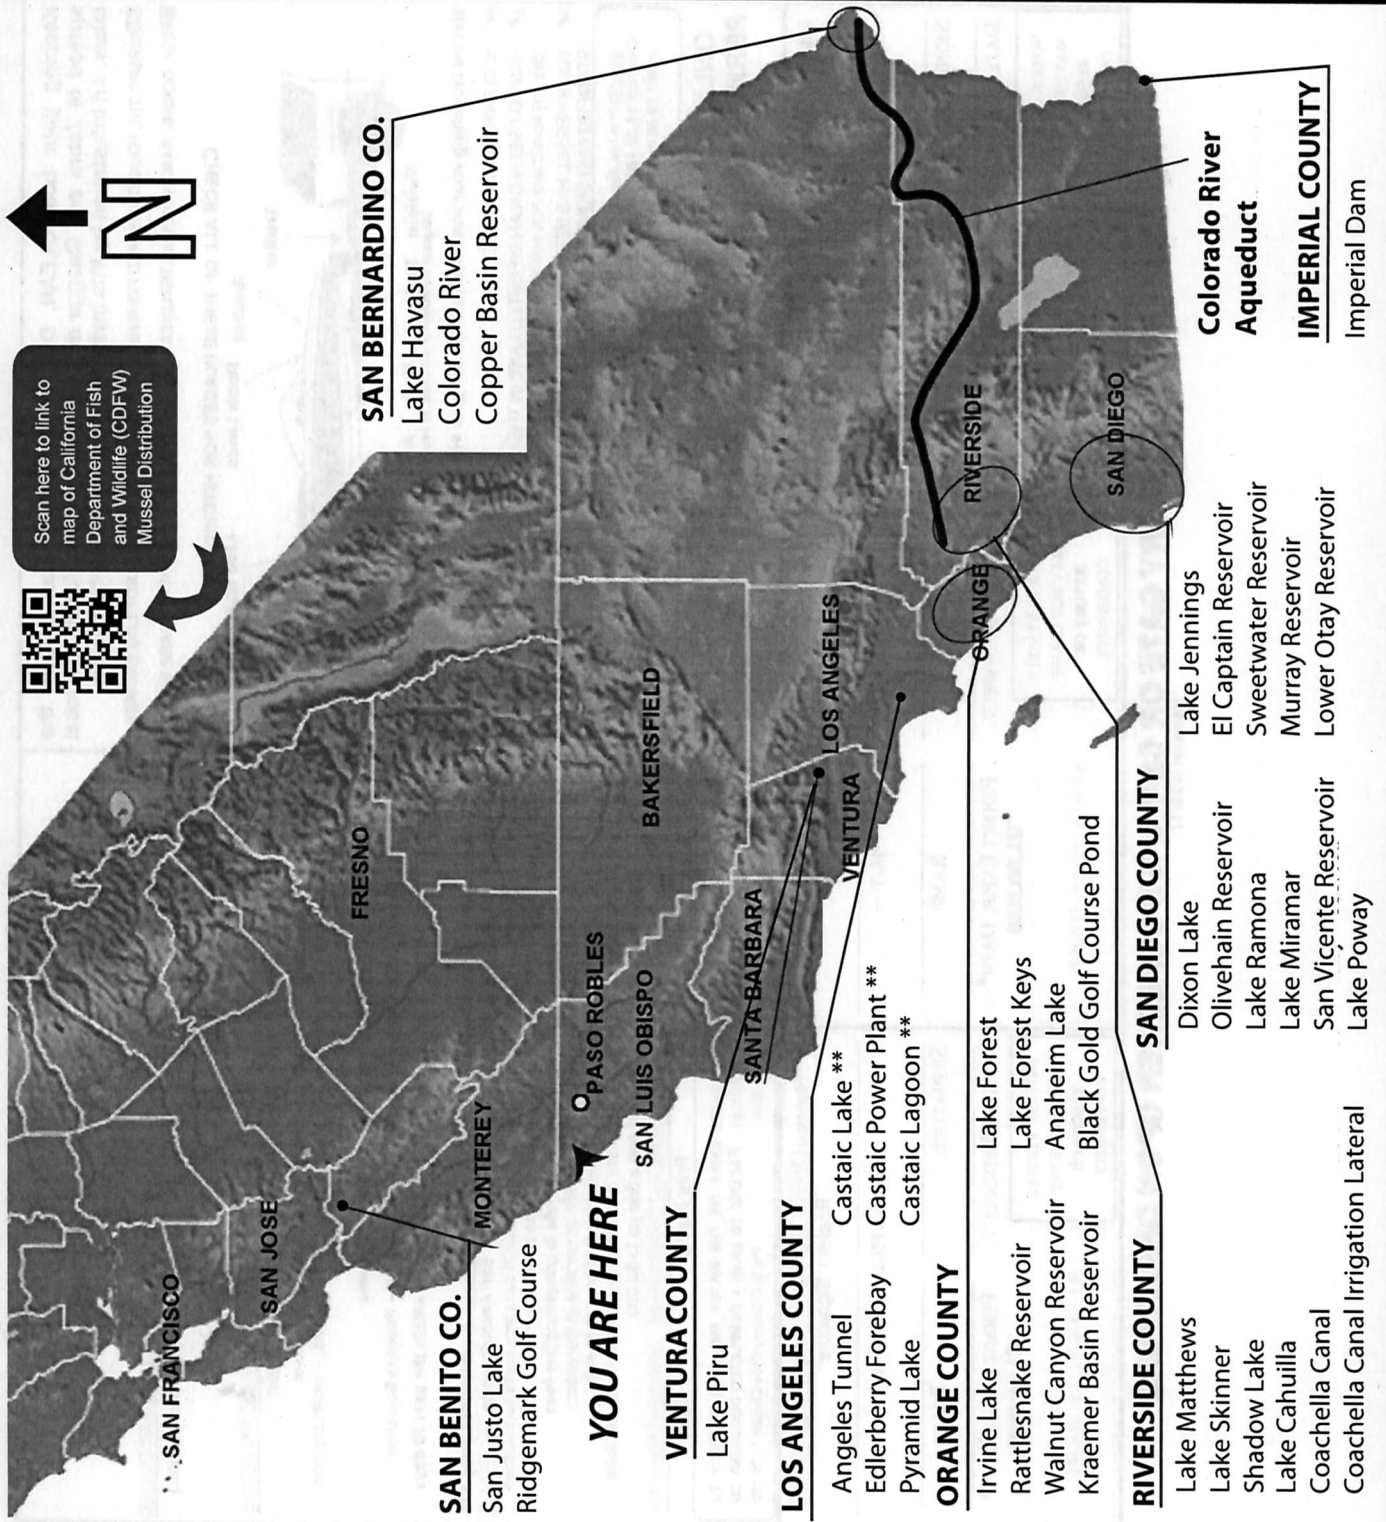 N
Scan here to link to
map of California
Department of Fish
and Wildlife (CDFW)
Mussel Distribution
SAN BERNARDINO CO.
Lake Havasu
Colorado River
Copper Basin Reservoir
SAN FRANCISCO
SAN JOSE
FRESNO
MONTEREY
SAN BENITO CO.
San Justo Lake
Ridgemark Golf Course
YOU ARE HERE
PASO ROBLES
SAN LUIS OBISPO
BAKERSFIELD
SANTA BARBARA
VENTURA
LOS ANGELES
ORANGE
RIVERSIDE
SAN DIEGO
VENTURA COUNTY
Lake Piru
LOS ANGELES COUNTY
Angeles Tunnel
Edlerberry Forebay
Pyramid Lake
Castaic Lake **
Castaic Power Plant **
Castaic Lagoon **
ORANGE COUNTY
Irvine Lake
Rattlesnake Reservoir
Walnut Canyon Reservoir
Kraemer Basin Reservoir
Lake Forest
Lake Forest Keys
Anaheim Lake
Black Gold Golf Course Pond
RIVERSIDE COUNTY
Lake Matthews
Lake Skinner
Shadow Lake
Lake Cahuilla
Coachella Canal
Coachella Canal Irrigation Lateral
SAN DIEGO COUNTY
Dixon Lake
Olivehain Reservoir
Lake Ramona
Lake Miramar
San Vicente Reservoir
Lake Poway
Lake Jennings
El Captain Reservoir
Sweetwater Reservoir
Murray Reservoir
Lower Otay Reservoir
Colorado River
Aqueduct
IMPERIAL COUNTY
Imperial Dam